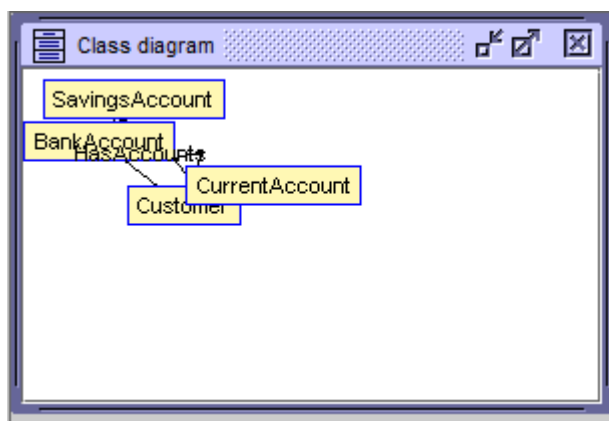 Class diagram
SavingsAccount
BankAccount
HasAccounts
CurrentAccount
Customer